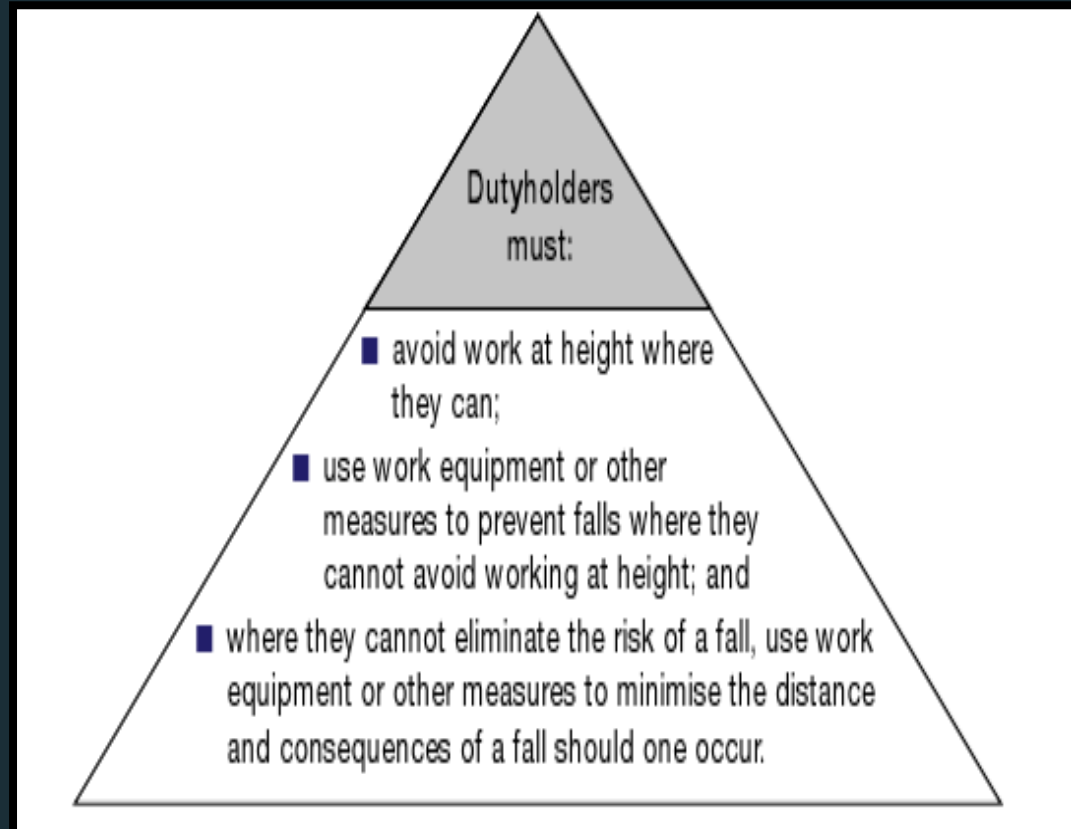 Dutyholders
must:
■ avoid work at height where
they can;
■ use work equipment or other
measures to prevent falls where they
cannot avoid working at height; and
■ where they cannot eliminate the risk of a fall, use work
equipment or other measures to minimise the distance
and consequences of a fall should one occur.